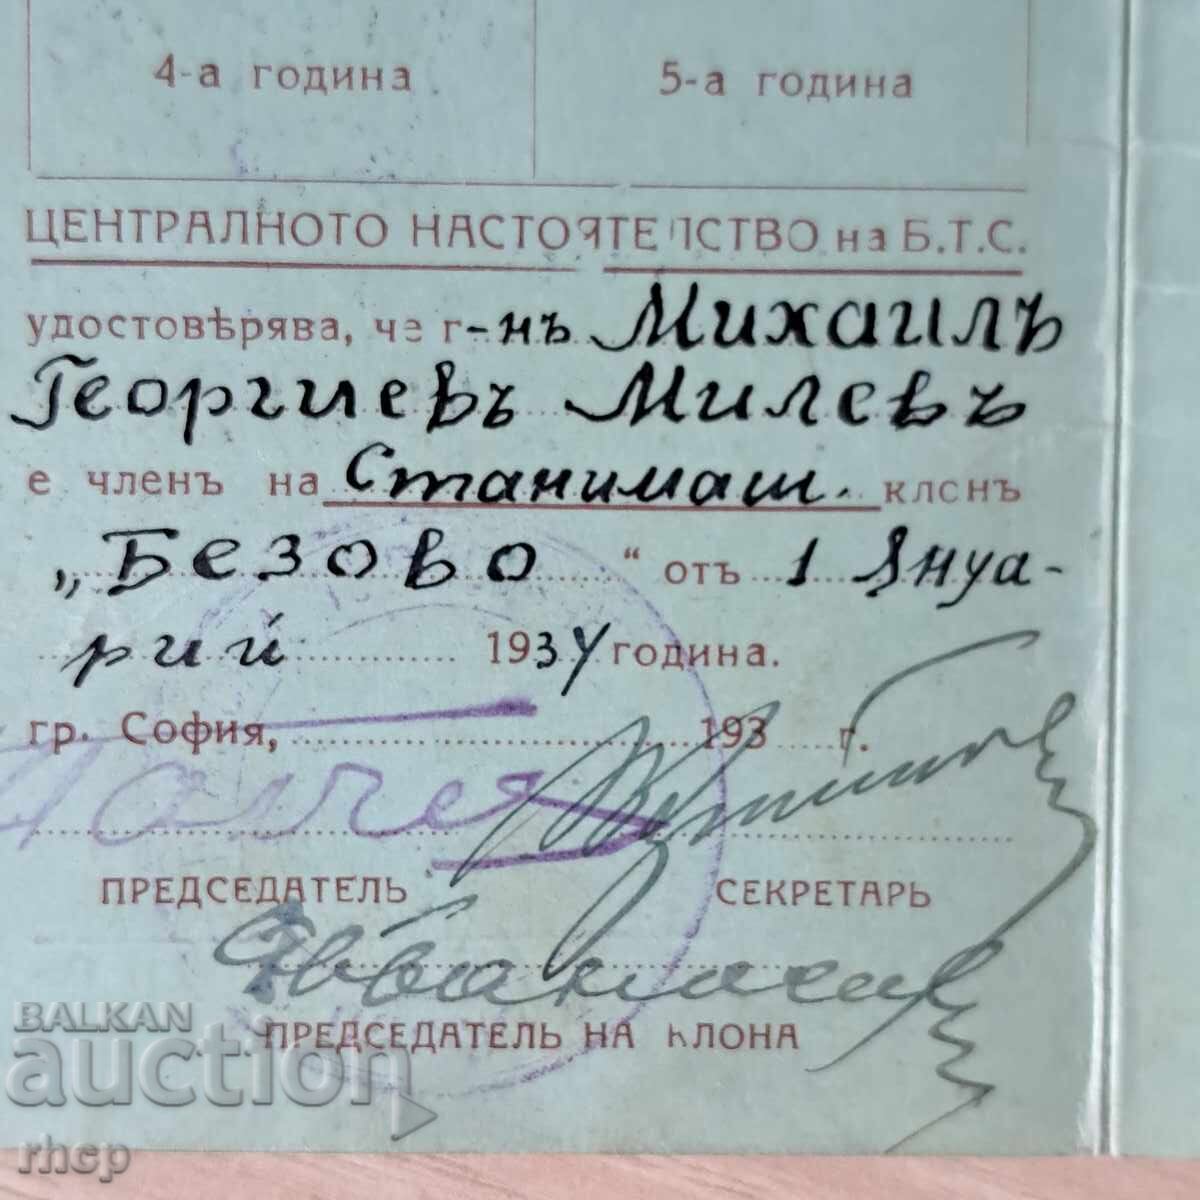 4-а година
5-а година
ЦЕНТРАЛНОТО НАСТОЯТЕЛСТВО на Б.Т.С.
удостовѣрява, че г-нъ Михаилъ
Георгиевъ Милевъ
е членъ на Станимаш. клонъ
„Безово“ отъ 1 Януа-
рий 1934 година.
гр. София, 193 г.
ПРЕДСЕДАТЕЛЬ СЕКРЕТАРЬ
ПРЕДСЕДАТЕЛЬ НА КЛОНА
BALKAN
auction
rhcp